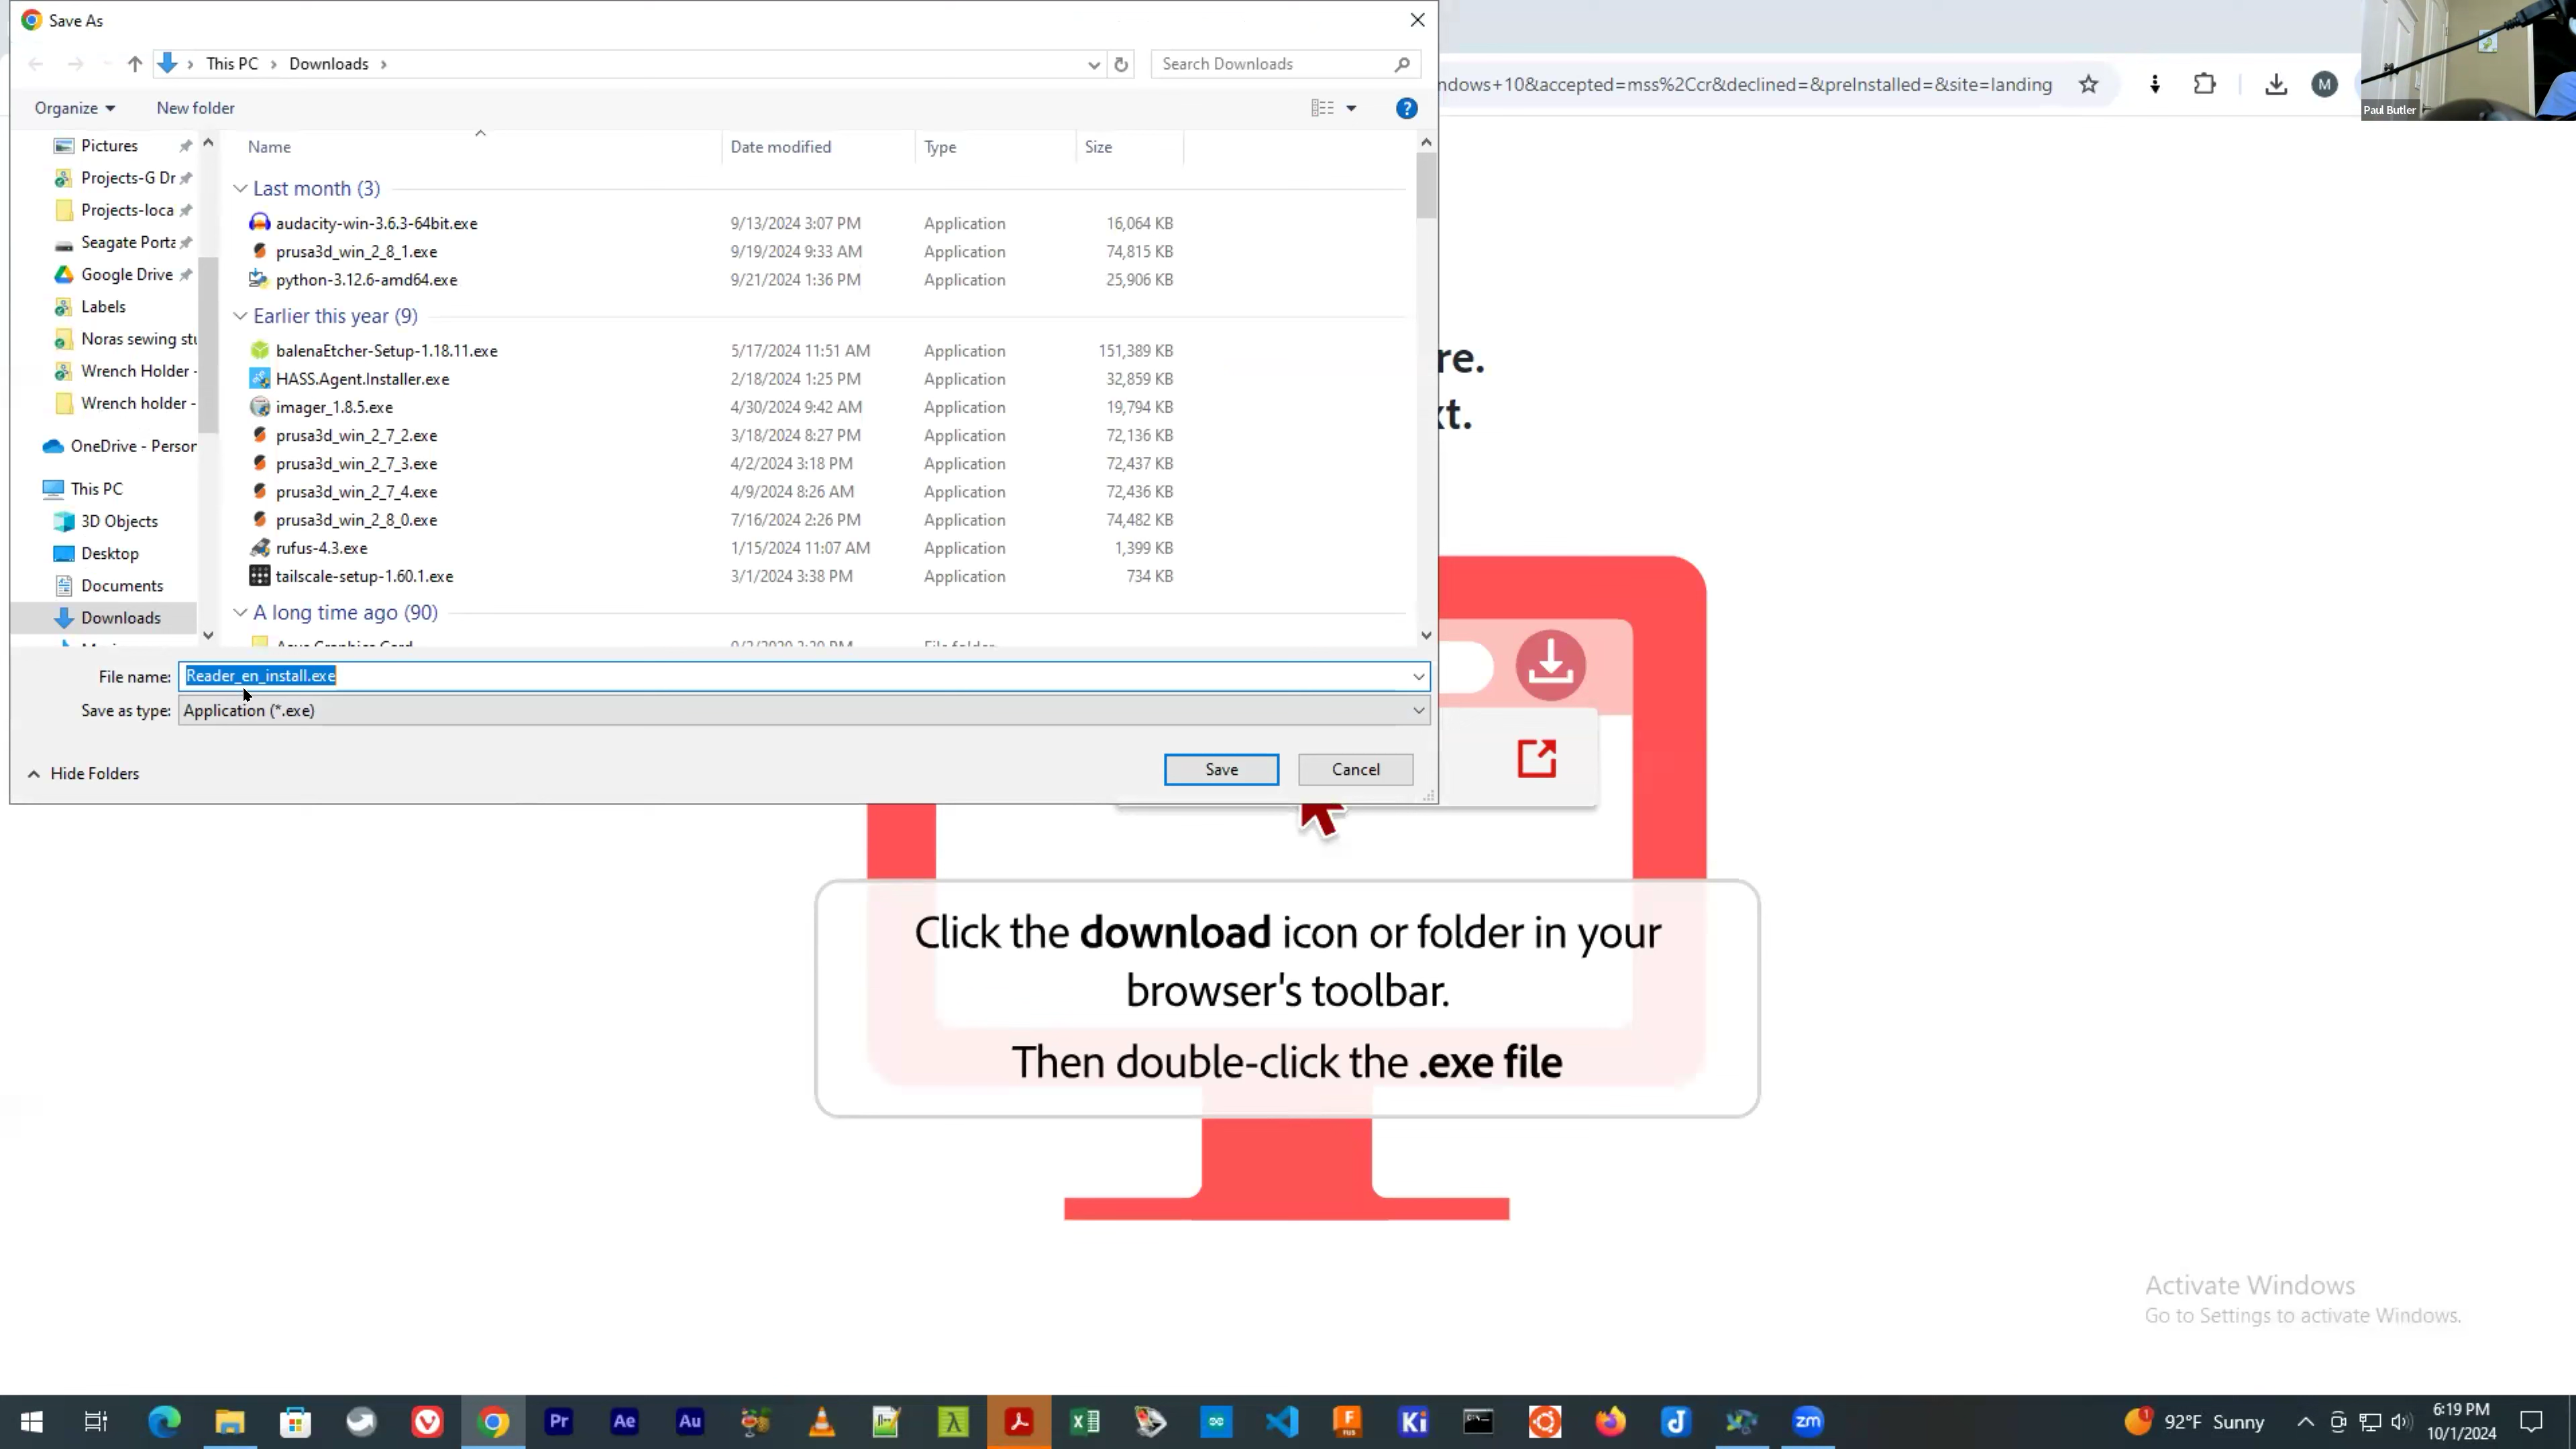 Save As
This PC > Downloads >
Search Downloads
ndows+10&accepted=mss%2Ccr&declined=&preInstalled=&site=landing
M
Paul Butler
Organize
New folder
?
Pictures
Projects-G Dr
Projects-loca
Seagate Porta
Google Drive
Labels
Noras sewing stu
Wrench Holder -
Wrench holder -
OneDrive - Person
This PC
3D Objects
Desktop
Documents
Downloads
Name Date modified Type Size
Last month (3)
audacity-win-3.6.3-64bit.exe 9/13/2024 3:07 PM Application 16,064 KB
prusa3d_win_2_8_1.exe 9/19/2024 9:33 AM Application 74,815 KB
python-3.12.6-amd64.exe 9/21/2024 1:36 PM Application 25,906 KB
Earlier this year (9)
balenaEtcher-Setup-1.18.11.exe 5/17/2024 11:51 AM Application 151,389 KB
HASS.Agent.Installer.exe 2/18/2024 1:25 PM Application 32,859 KB
imager_1.8.5.exe 4/30/2024 9:42 AM Application 19,794 KB
prusa3d_win_2_7_2.exe 3/18/2024 8:27 PM Application 72,136 KB
prusa3d_win_2_7_3.exe 4/2/2024 3:18 PM Application 72,437 KB
prusa3d_win_2_7_4.exe 4/9/2024 8:26 AM Application 72,436 KB
prusa3d_win_2_8_0.exe 7/16/2024 2:26 PM Application 74,482 KB
rufus-4.3.exe 1/15/2024 11:07 AM Application 1,399 KB
tailscale-setup-1.60.1.exe 3/1/2024 3:38 PM Application 734 KB
A long time ago (90)
re.
xt.
File name: Reader_en_install.exe
Save as type: Application (*.exe)
Hide Folders
Save
Cancel
Click the download icon or folder in your
browser's toolbar.
Then double-click the .exe file
Activate Windows
Go to Settings to activate Windows.
Pr
Ae
Au
F
Ki
zm
1
92°F Sunny
6:19 PM
10/1/2024